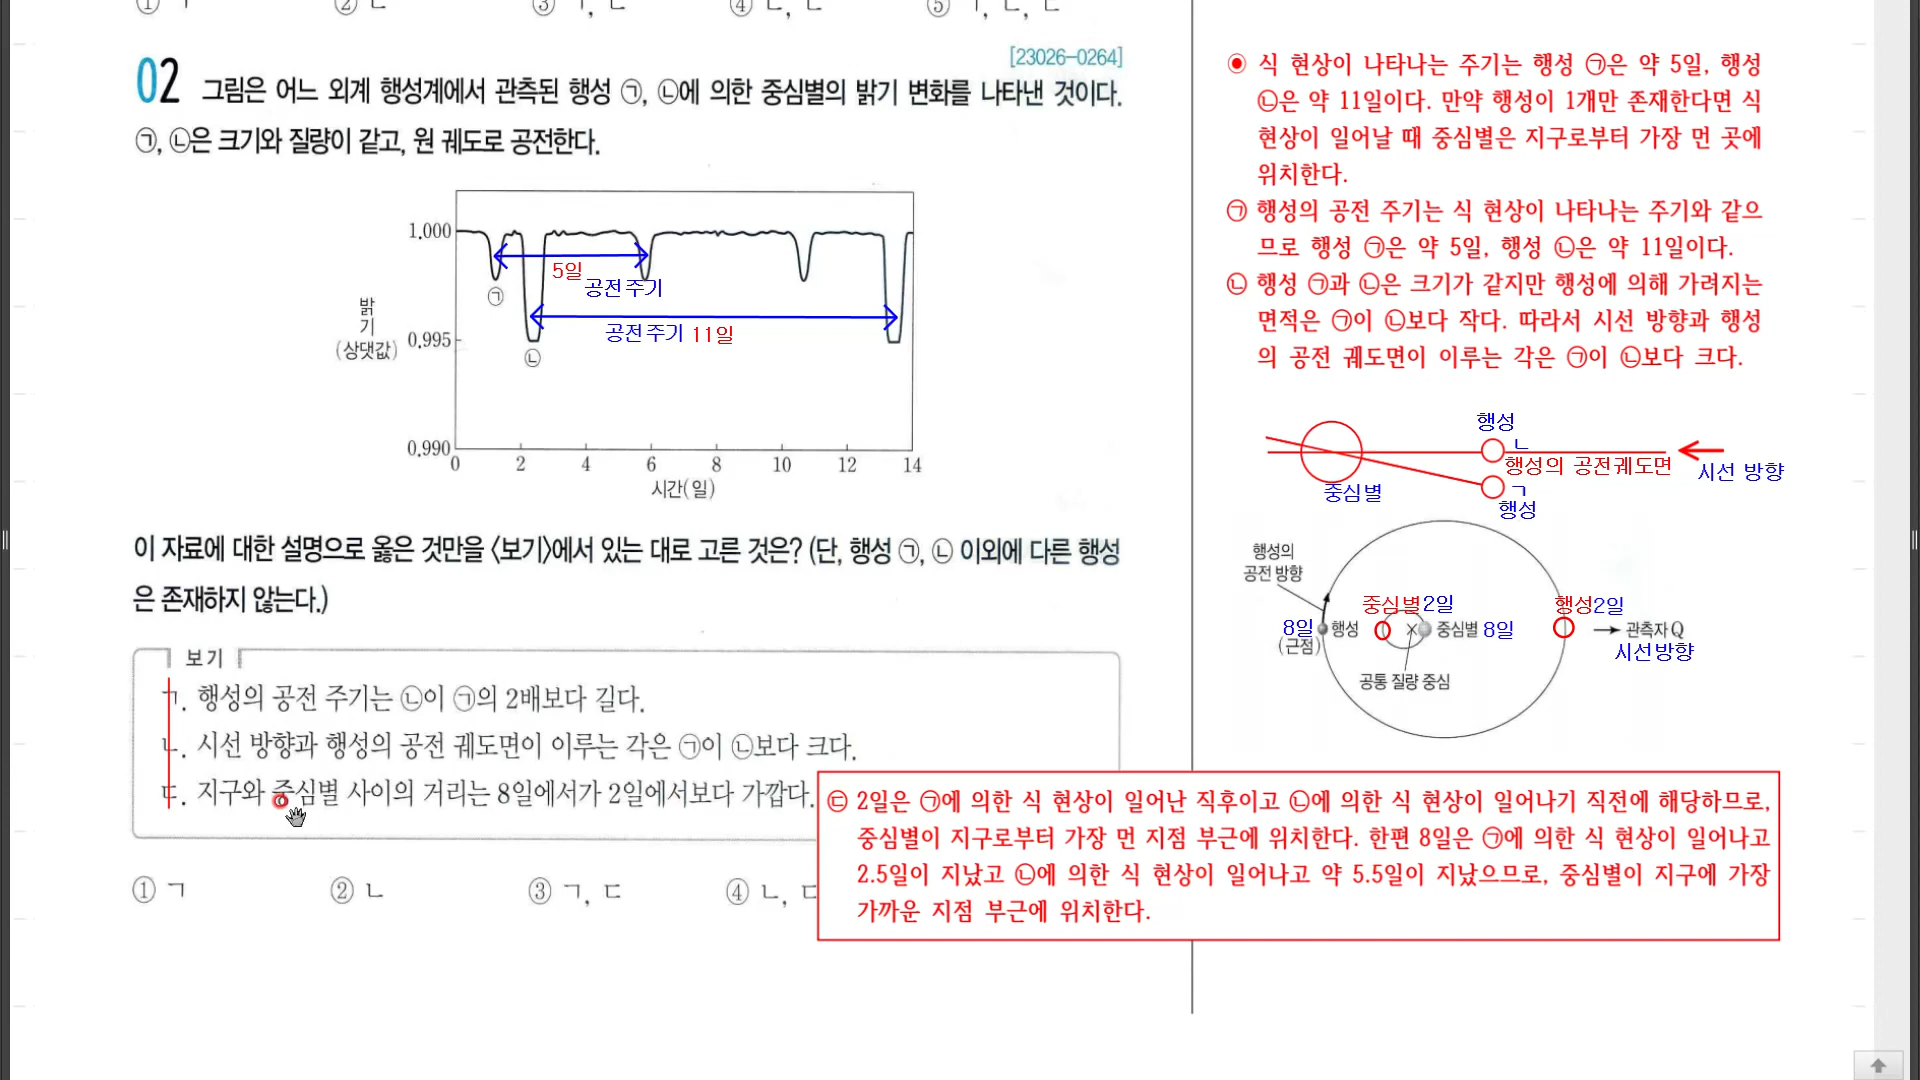 ① ㄱ ② ㄴ ③ ㄱ, ㄷ ④ ㄴ, ㄷ ⑤ ㄱ, ㄴ, ㄷ
[23026-0264]
02 그림은 어느 외계 행성계에서 관측된 행성 ㉠, ㉡에 의한 중심별의 밝기 변화를 나타낸 것이다.
㉠, ㉡은 크기와 질량이 같고, 원 궤도로 공전한다.
1.000
0.995
0.990
밝
기
(상댓값)
5일
공전주기
㉠
공전주기 11일
㉡
0 2 4 6 8 10 12 14
시간(일)
이 자료에 대한 설명으로 옳은 것만을 <보기>에서 있는 대로 고른 것은? (단, 행성 ㉠, ㉡ 이외에 다른 행성
은 존재하지 않는다.)
보기
ㄱ. 행성의 공전 주기는 ㉡이 ㉠의 2배보다 길다.
ㄴ. 시선 방향과 행성의 공전 궤도면이 이루는 각은 ㉠이 ㉡보다 크다.
ㄷ. 지구와 중심별 사이의 거리는 8일에서가 2일에서보다 가깝다.
① ㄱ ② ㄴ ③ ㄱ, ㄷ ④ ㄴ, ㄷ
◉ 식 현상이 나타나는 주기는 행성 ㉠은 약 5일, 행성
㉡은 약 11일이다. 만약 행성이 1개만 존재한다면 식
현상이 일어날 때 중심별은 지구로부터 가장 먼 곳에
위치한다.
㉠ 행성의 공전 주기는 식 현상이 나타나는 주기와 같으
므로 행성 ㉠은 약 5일, 행성 ㉡은 약 11일이다.
㉡ 행성 ㉠과 ㉡은 크기가 같지만 행성에 의해 가려지는
면적은 ㉠이 ㉡보다 작다. 따라서 시선 방향과 행성
의 공전 궤도면이 이루는 각은 ㉠이 ㉡보다 크다.
행성
ㄴ
행성의 공전궤도면
시선 방향
중심별
ㄱ
행성
행성의
공전 방향
중심별 2일
행성2일
8일 행성
(근점)
중심별 8일
관측자 Q
시선방향
공통 질량 중심
㉢ 2일은 ㉠에 의한 식 현상이 일어난 직후이고 ㉡에 의한 식 현상이 일어나기 직전에 해당하므로,
중심별이 지구로부터 가장 먼 지점 부근에 위치한다. 한편 8일은 ㉠에 의한 식 현상이 일어나고
2.5일이 지났고 ㉡에 의한 식 현상이 일어나고 약 5.5일이 지났으므로, 중심별이 지구에 가장
가까운 지점 부근에 위치한다.